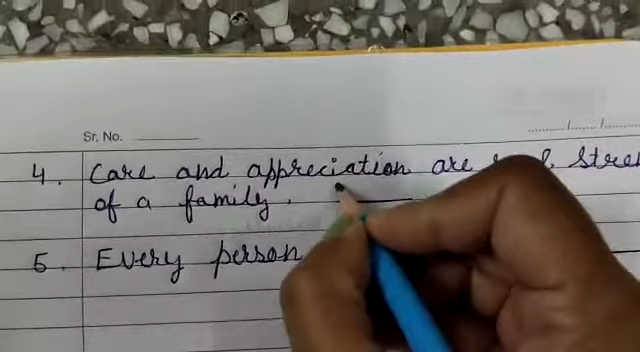 Sr. No.
4. Care and appreciation are
of a family.
5. Every person